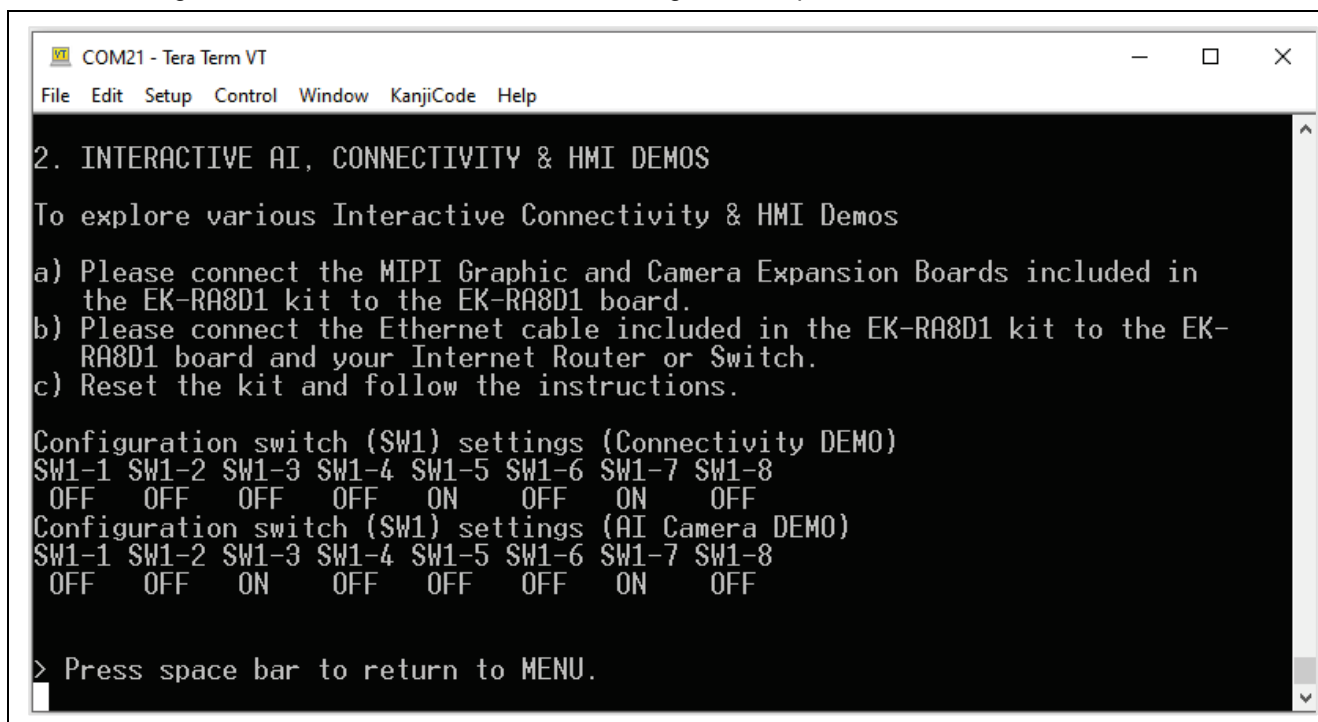 COM21 - Tera Term VT
File Edit Setup Control Window KanjiCode Help
2. INTERACTIVE AI, CONNECTIVITY & HMI DEMOS
To explore various Interactive Connectivity & HMI Demos
a) Please connect the MIPI Graphic and Camera Expansion Boards included in
the EK-RA8D1 kit to the EK-RA8D1 board.
b) Please connect the Ethernet cable included in the EK-RA8D1 kit to the EK-
RA8D1 board and your Internet Router or Switch.
c) Reset the kit and follow the instructions.
Configuration switch (SW1) settings (Connectivity DEMO)
SW1-1 SW1-2 SW1-3 SW1-4 SW1-5 SW1-6 SW1-7 SW1-8
OFF OFF OFF OFF ON OFF ON OFF
Configuration switch (SW1) settings (AI Camera DEMO)
SW1-1 SW1-2 SW1-3 SW1-4 SW1-5 SW1-6 SW1-7 SW1-8
OFF OFF ON OFF OFF OFF ON OFF
> Press space bar to return to MENU.